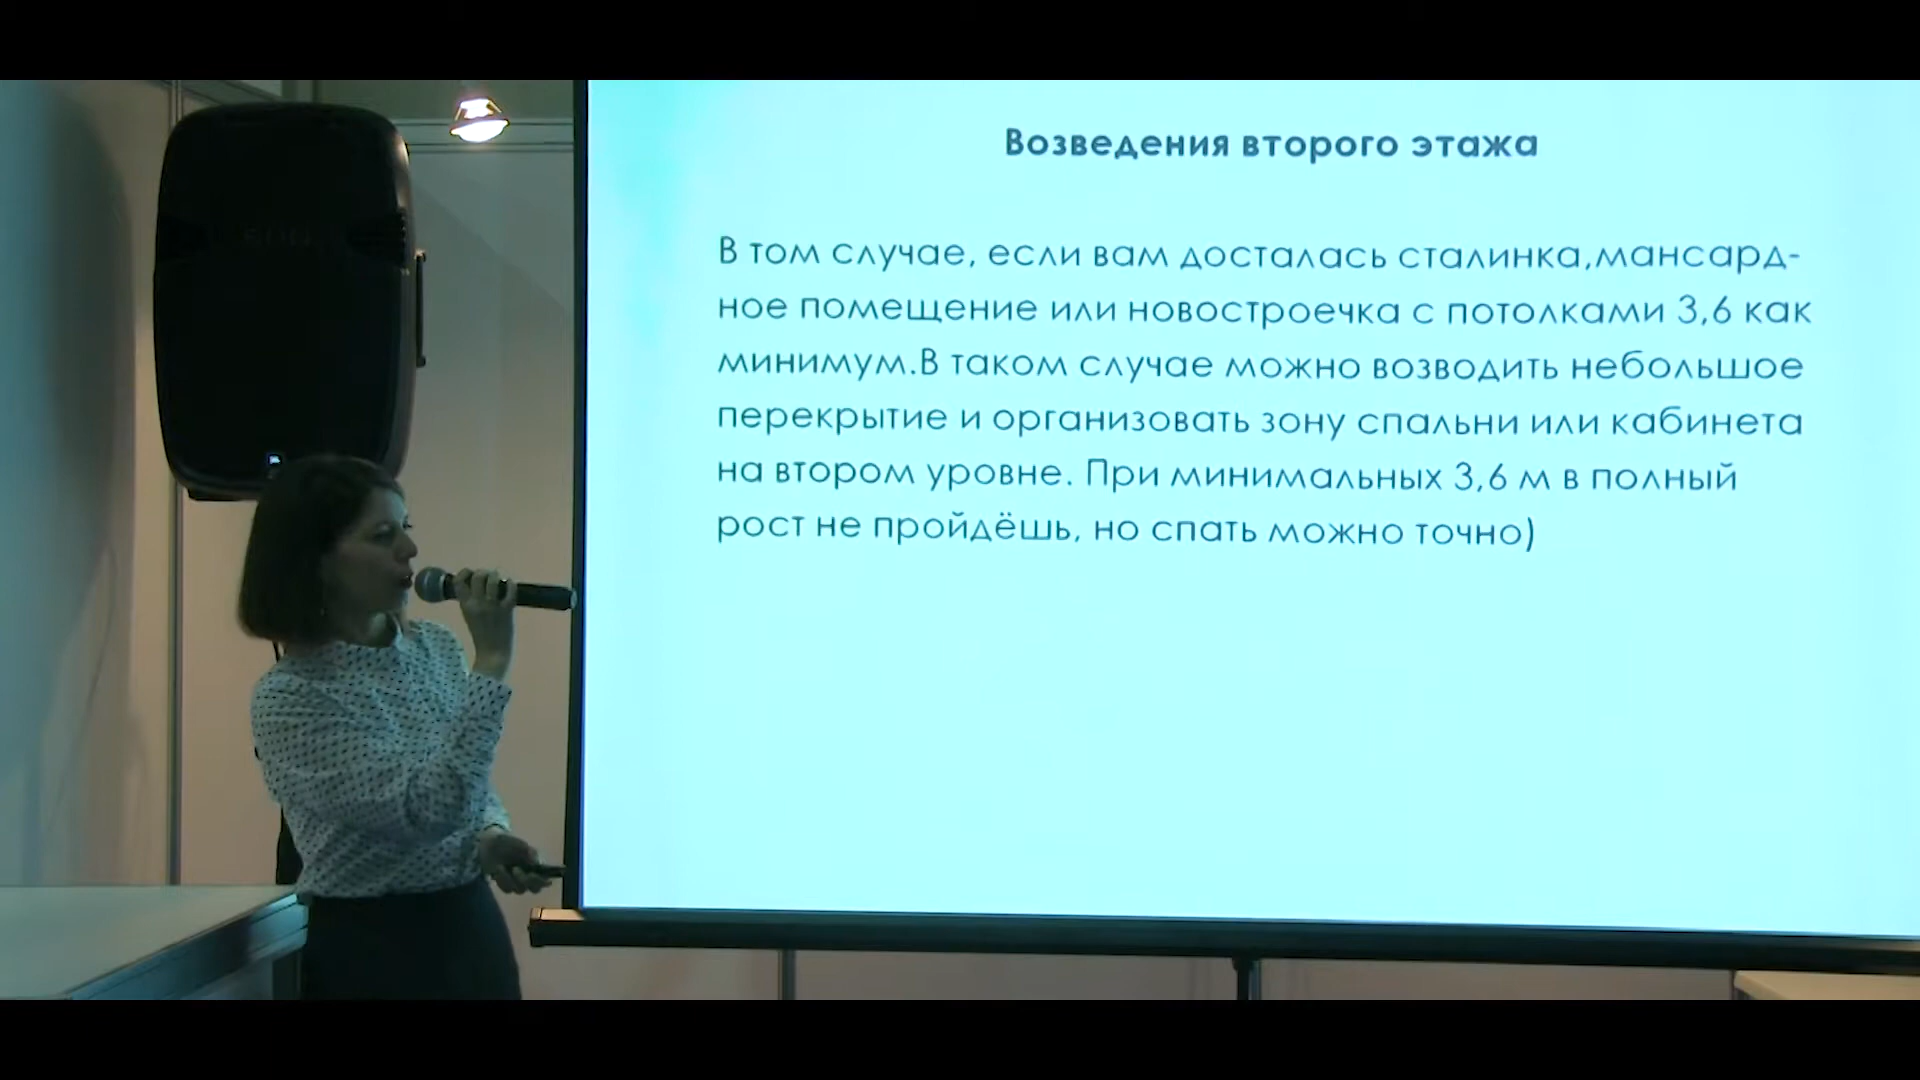 Возведения второго этажа
В том случае, если вам досталась сталинка,мансард-
ное помещение или новостроечка с потолками 3,6 как
минимум.В таком случае можно возводить небольшое
перекрытие и организовать зону спальни или кабинета
на втором уровне. При минимальных 3,6 м в полный
рост не пройдёшь, но спать можно точно)